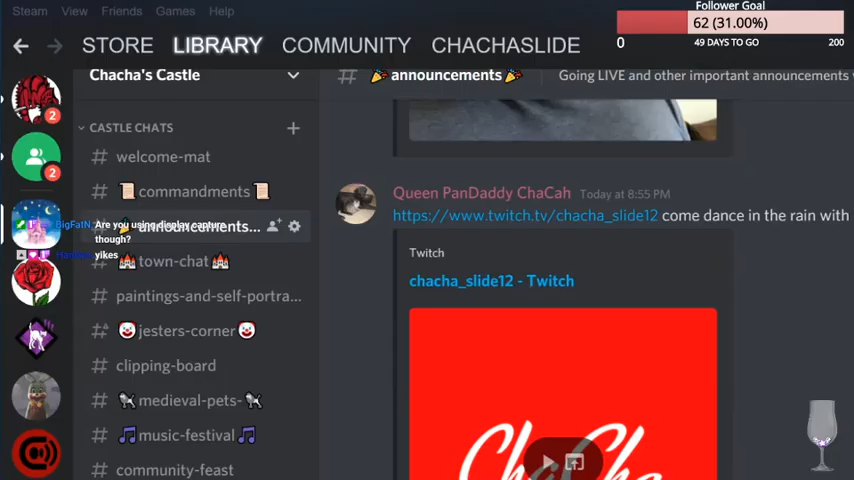 Steam View Friends Games Help
STORE LIBRARY COMMUNITY CHACHASLIDE
Follower Goal
62 (31.00%)
0 49 DAYS TO GO 200
Chacha's Castle
# 🎉announcements🎉 Going LIVE and other important announcements
CASTLE CHATS
# welcome-mat
# 📜commandments📜
# 🎉announcements...
BigFatN Are you using display capture
though?
yikes
# 🏰town-chat🏰
# paintings-and-self-portra...
# 🤡jesters-corner🤡
# clipping-board
# 🐩medieval-pets-🐩
# 🎵music-festival🎵
# community-feast
2
2
Queen PanDaddy ChaCah Today at 8:55 PM
https://www.twitch.tv/chacha_slide12 come dance in the rain with
Twitch
chacha_slide12 - Twitch
ChaCha